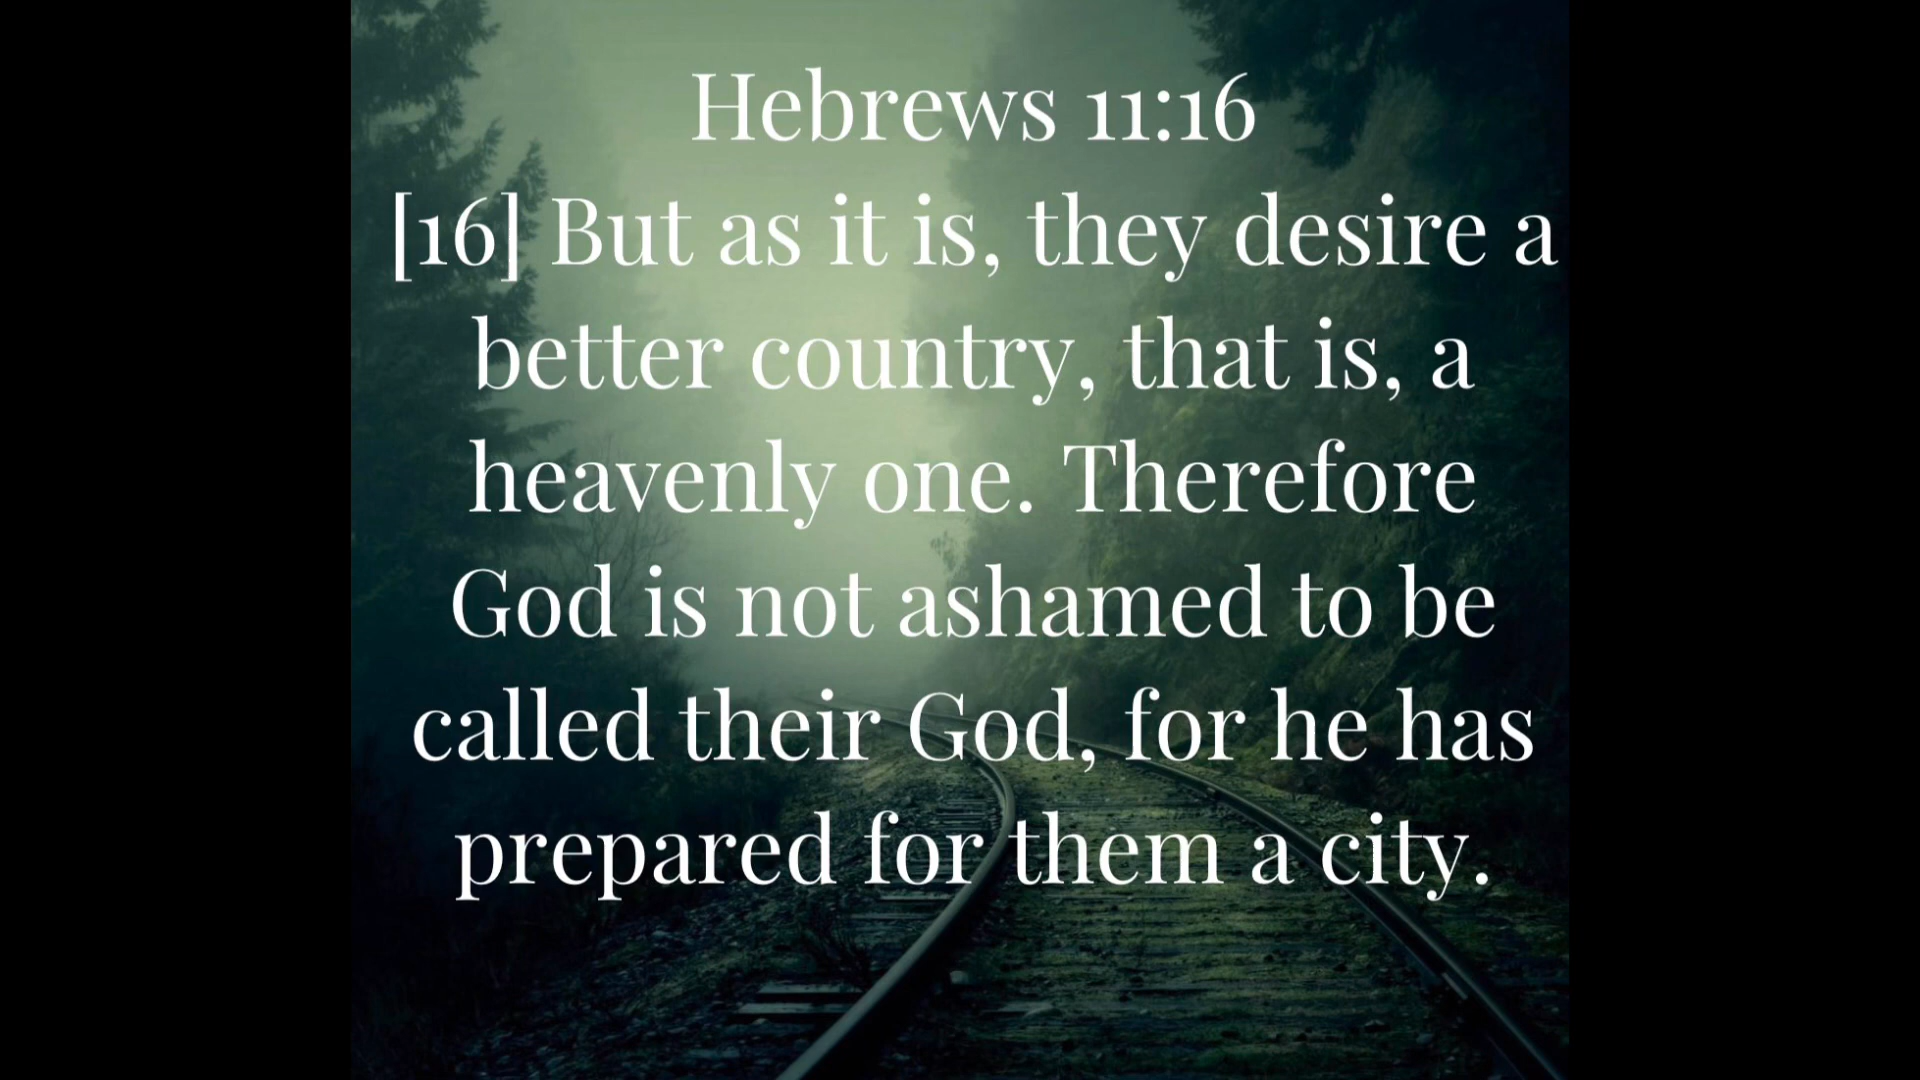 Hebrews 11:16
[16] But as it is, they desire a
better country, that is, a
heavenly one. Therefore
God is not ashamed to be
called their God, for he has
prepared for them a city.